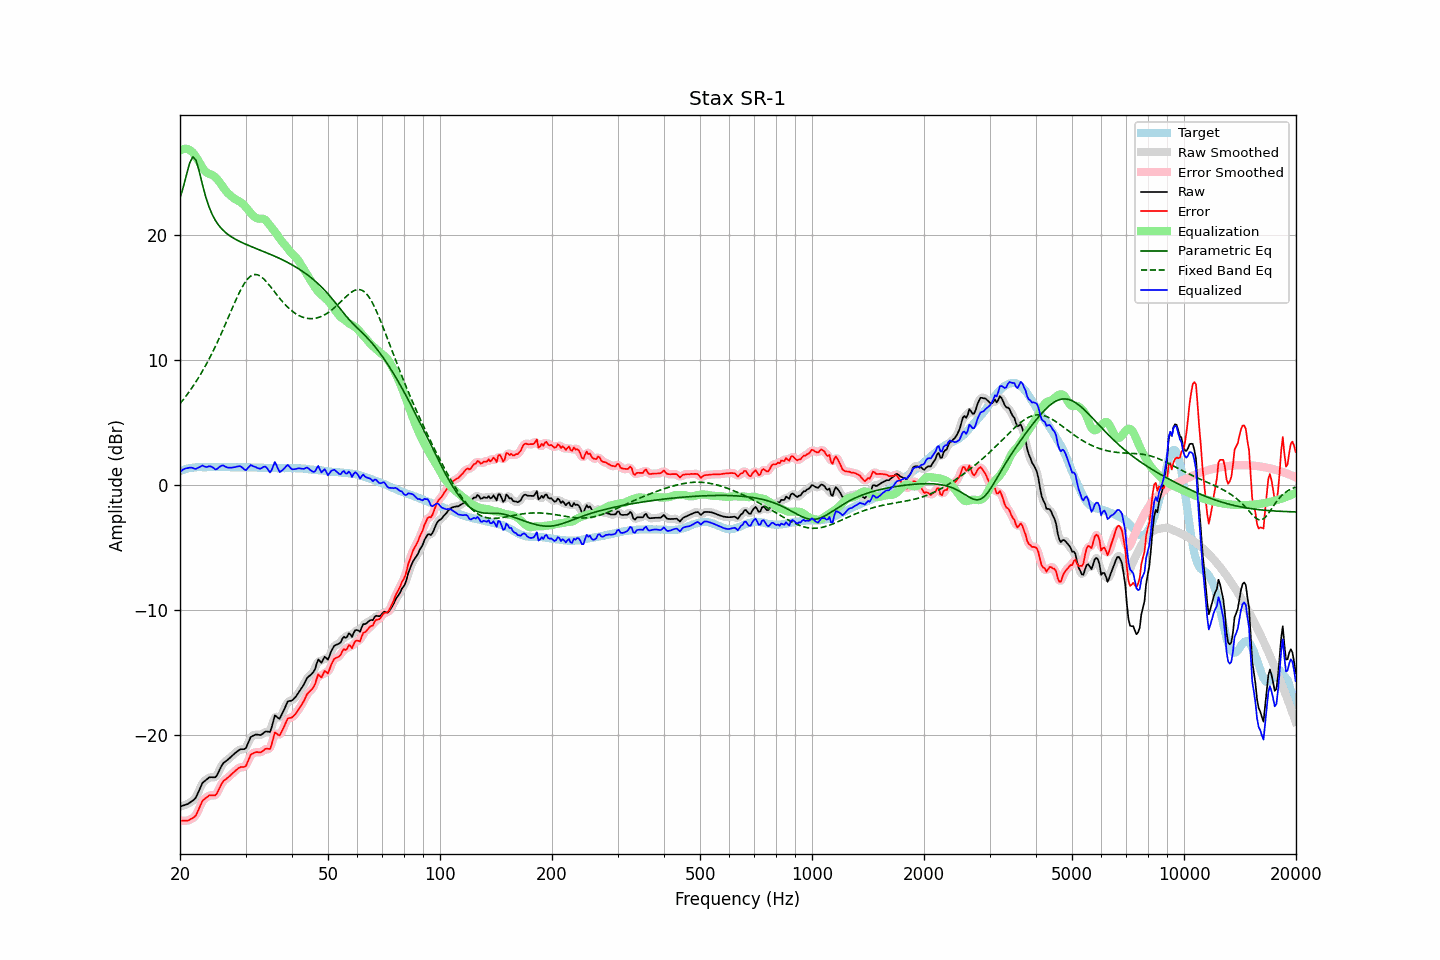 Stax SR-1
Target
Raw Smoothed
Error Smoothed
Raw
Error
Equalization
Parametric Eq
Fixed Band Eq
Equalized
Amplitude (dBr)
20
10
0
−10
−20
20
50
100
200
500
1000
2000
5000
10000
20000
Frequency (Hz)